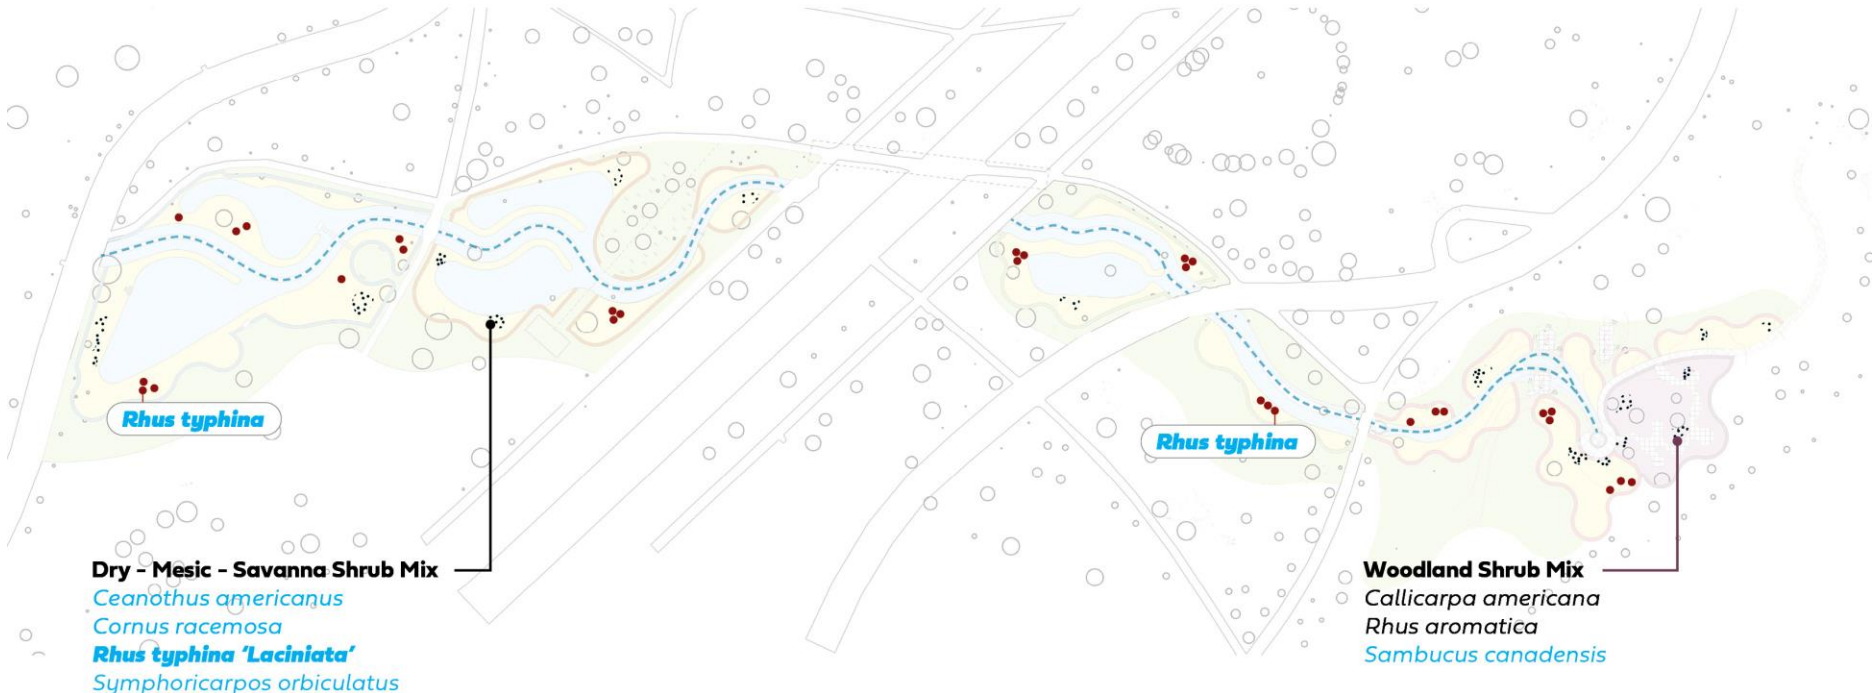 Rhus typhina
Rhus typhina
Dry - Mesic - Savanna Shrub Mix
Ceanothus americanus
Cornus racemosa
Rhus typhina ‘Laciniata’
Symphoricarpos orbiculatus
Woodland Shrub Mix
Callicarpa americana
Rhus aromatica
Sambucus canadensis